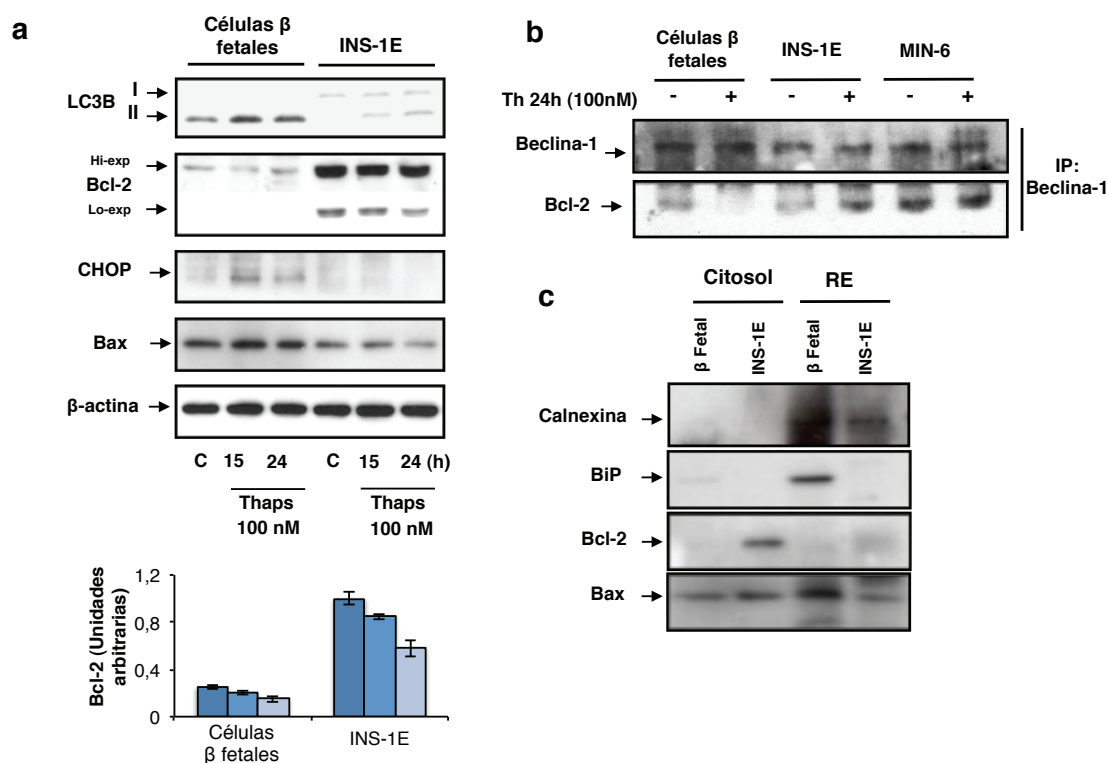 a
Células β
fetales
INS-1E
LC3B
I
II
Hi-exp
Bcl-2
Lo-exp
CHOP
Bax
β-actina
C 15 24 C 15 24 (h)
Thaps
100 nM
Thaps
100 nM
Bcl-2 (Unidades
arbitrarias)
1,2
0,8
0,4
0
Células
β fetales
INS-1E
b
Células β
fetales
INS-1E
MIN-6
Th 24h (100nM) - + - + - +
Beclina-1
Bcl-2
IP:
Beclina-1
c
Citosol
RE
β Fetal
INS-1E
β Fetal
INS-1E
Calnexina
BiP
Bcl-2
Bax